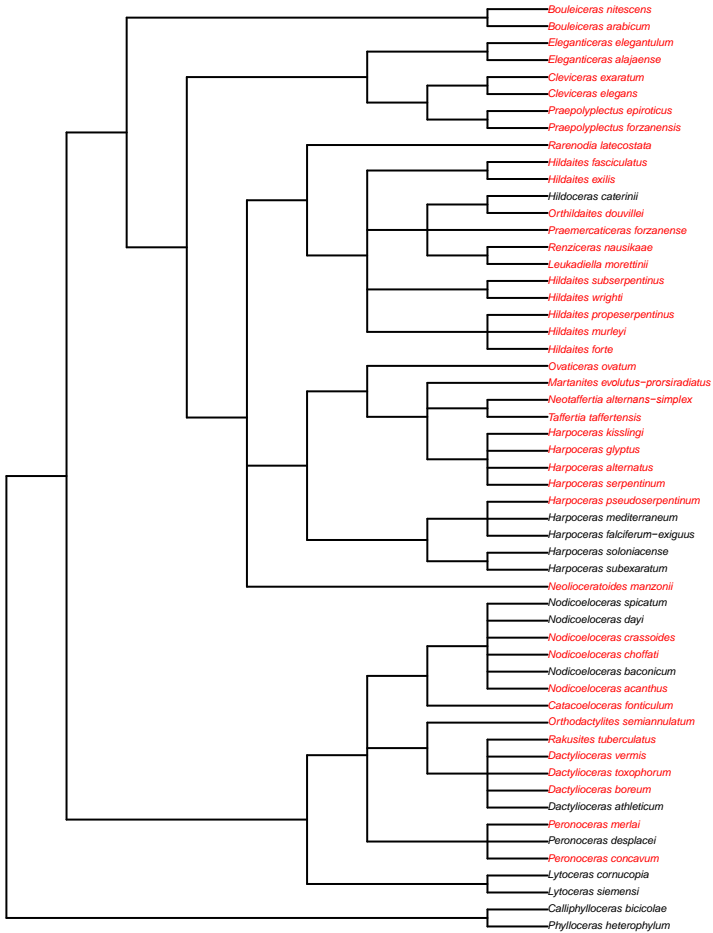 Bouleiceras nitescens
Bouleiceras arabicum
Eleganticeras elegantulum
Eleganticeras alajaense
Cleviceras exaratum
Cleviceras elegans
Praepolyplectus epiroticus
Praepolyplectus forzanensis
Rarenodia latecostata
Hildaites fasciculatus
Hildaites exilis
Hildoceras caterinii
Orthildaites douvillei
Praemercaticeras forzanense
Renziceras nausikaae
Leukadiella morettinii
Hildaites subserpentinus
Hildaites wrighti
Hildaites propeserpentinus
Hildaites murleyi
Hildaites forte
Ovaticeras ovatum
Martanites evolutus−prorsiradiatus
Neotaffertia alternans−simplex
Taffertia taffertensis
Harpoceras kisslingi
Harpoceras glyptus
Harpoceras alternatus
Harpoceras serpentinum
Harpoceras pseudoserpentinum
Harpoceras mediterraneum
Harpoceras falciferum−exiguus
Harpoceras soloniacense
Harpoceras subexaratum
Neolioceratoides manzonii
Nodicoeloceras spicatum
Nodicoeloceras dayi
Nodicoeloceras crassoides
Nodicoeloceras choffati
Nodicoeloceras baconicum
Nodicoeloceras acanthus
Catacoeloceras fonticulum
Orthodactylites semiannulatum
Rakusites tuberculatus
Dactylioceras vermis
Dactylioceras toxophorum
Dactylioceras boreum
Dactylioceras athleticum
Peronoceras merlai
Peronoceras desplacei
Peronoceras concavum
Lytoceras cornucopia
Lytoceras siemensi
Calliphylloceras bicicolae
Phylloceras heterophylum